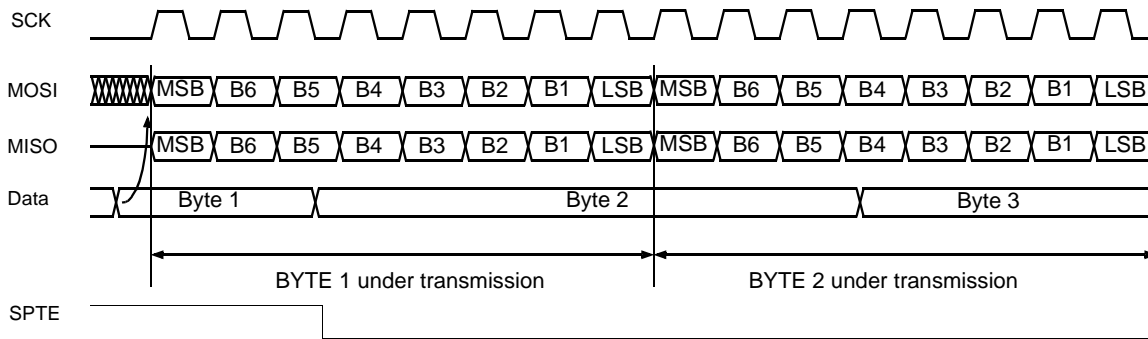 SCK
MOSI MSB B6 B5 B4 B3 B2 B1 LSB MSB B6 B5 B4 B3 B2 B1 LSB
MISO MSB B6 B5 B4 B3 B2 B1 LSB MSB B6 B5 B4 B3 B2 B1 LSB
Data Byte 1 Byte 2 Byte 3
BYTE 1 under transmission BYTE 2 under transmission
SPTE